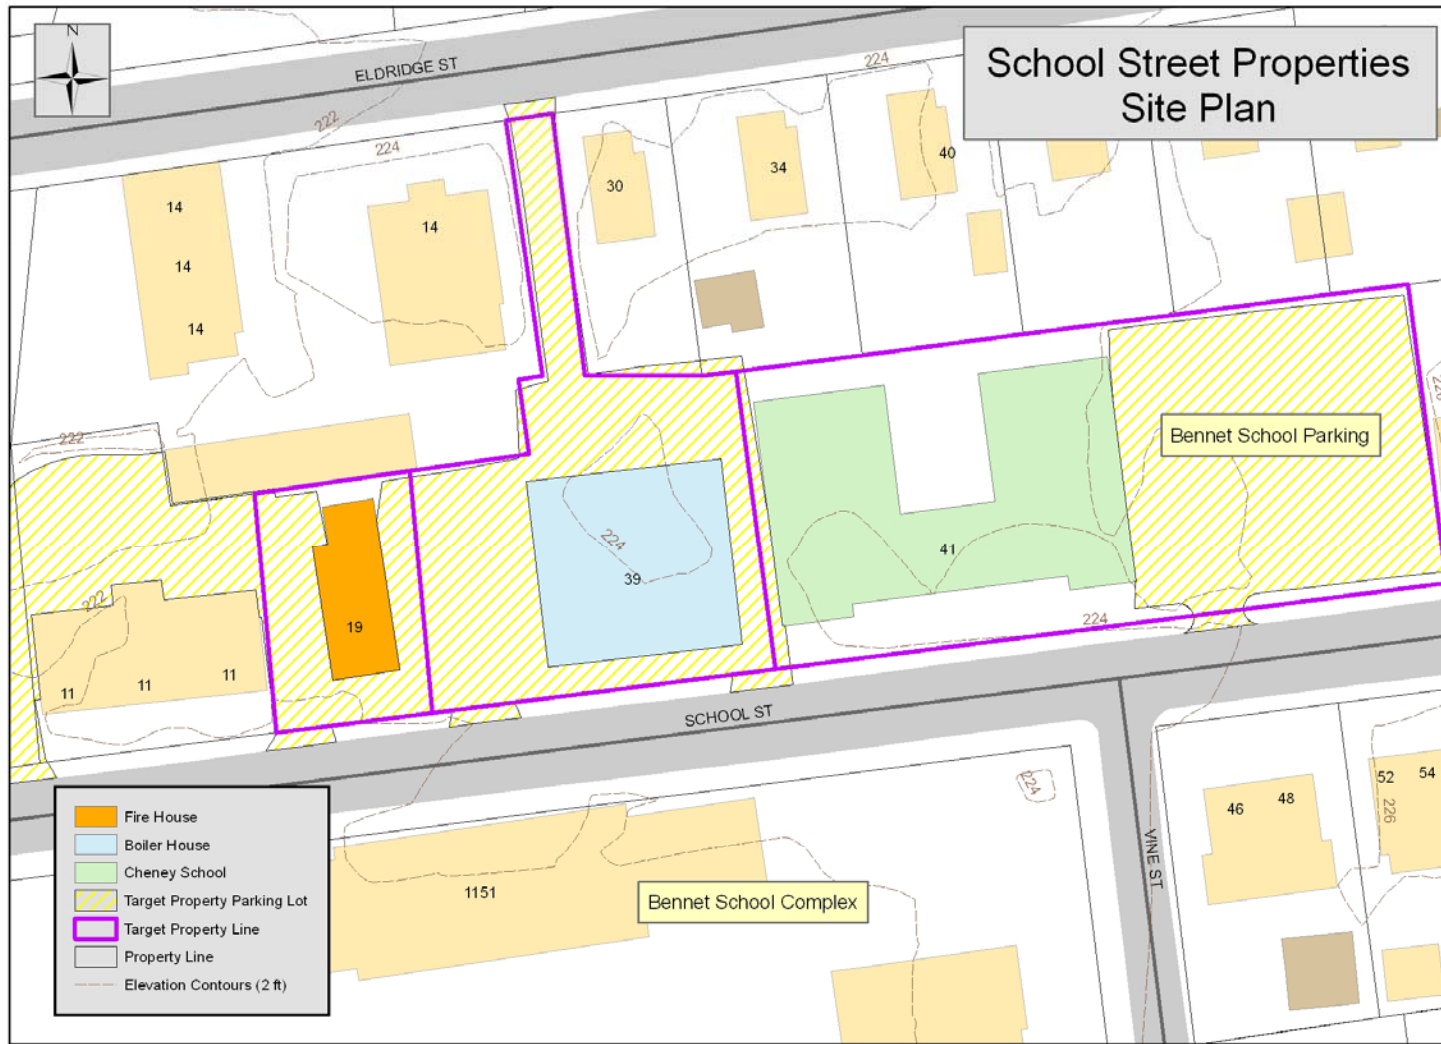 N
School Street Properties
Site Plan
ELDRIDGE ST
222
224
224
14
14
14
14
30
34
40
222
Bennet School Parking
226
224
39
41
19
222
11
11
11
224
SCHOOL ST
224
VINE ST
46
48
52
54
226
1151
Bennet School Complex
Fire House
Boiler House
Cheney School
Target Property Parking Lot
Target Property Line
Property Line
Elevation Contours (2 ft)